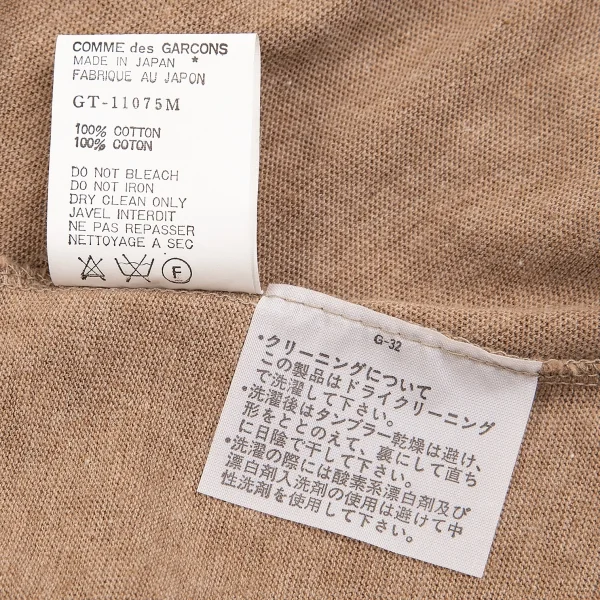 COMME des GARCONS
MADE IN JAPAN *
FABRIQUE AU JAPON
GT-11075M
100% COTTON
100% COTON
DO NOT BLEACH
DO NOT IRON
DRY CLEAN ONLY
JAVEL INTERDIT
NE PAS REPASSER
NETTOYAGE A SEC
F
G-32
・クリーニングについて
この製品はドライクリーニング
で洗濯して下さい。
・洗濯後はタンブラー乾燥は避け、
形をととのえて、裏にして直ち
に日陰で干して下さい。
・洗濯の際には酸素系漂白剤及び
漂白剤入洗剤の使用は避けて中
性洗剤を使用して下さい。